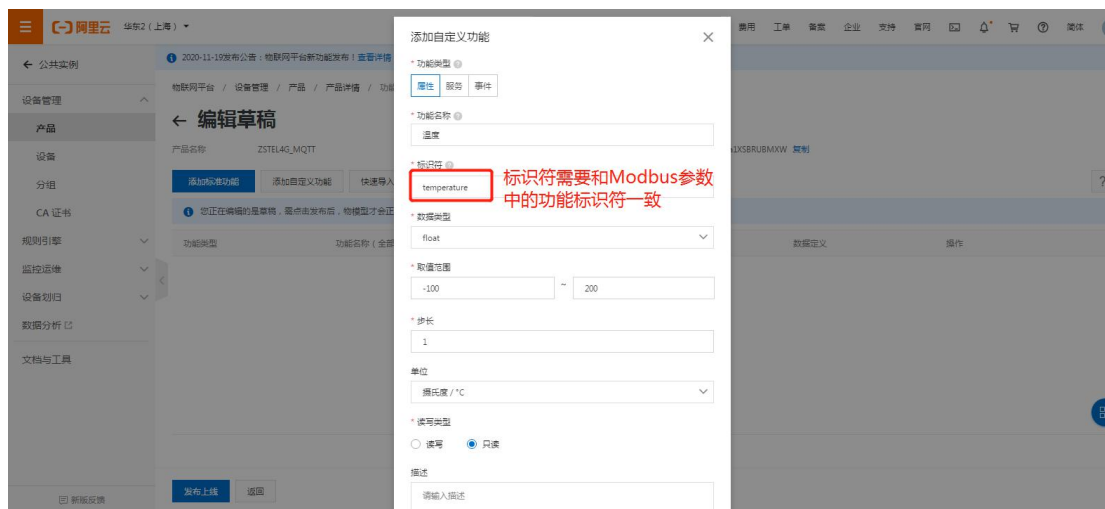 阿里云 华东2（上海） 费用 工单 备案 企业 支持 官网 简体
公共实例
2020-11-19发布公告：物联网平台新功能发布！查看详情
设备管理
产品
设备
分组
CA 证书
规则引擎
监控运维
设备划归
数据分析
文档与工具
新版反馈
物联网平台 / 设备管理 / 产品 / 产品详情 /
编辑草稿
产品名称 ZSTEL4G_MQTT
a1XSBRUBMXW 复制
添加标准功能 添加自定义功能 快速导入
您正在编辑的是草稿，需点击发布后，物模型才会正
功能类型 功能名称（全部 数据定义 操作
发布上线 返回
添加自定义功能
* 功能类型
属性 服务 事件
* 功能名称
温度
* 标识符
temperature
标识符需要和Modbus参数
中的功能标识符一致
* 数据类型
float
* 取值范围
-100 ~ 200
* 步长
1
单位
摄氏度 / °C
* 读写类型
读写 只读
描述
请输入描述